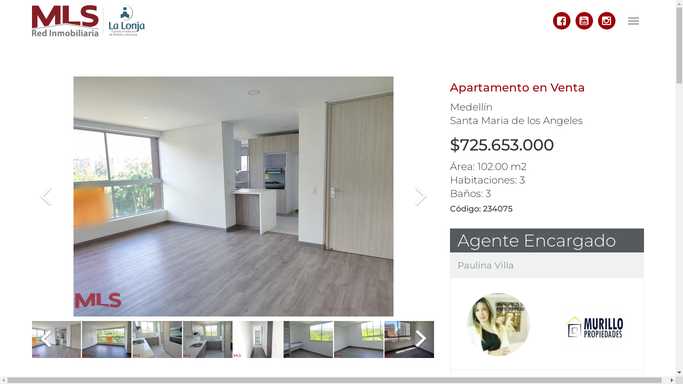 MLS
Red Inmobiliaria
La Lonja
Apartamento en Venta
Medellín
Santa Maria de los Angeles
$725.653.000
Área: 102.00 m2
Habitaciones: 3
Baños: 3
Código: 234075
Agente Encargado
Paulina Villa
MURILLO
PROPIEDADES
MLS